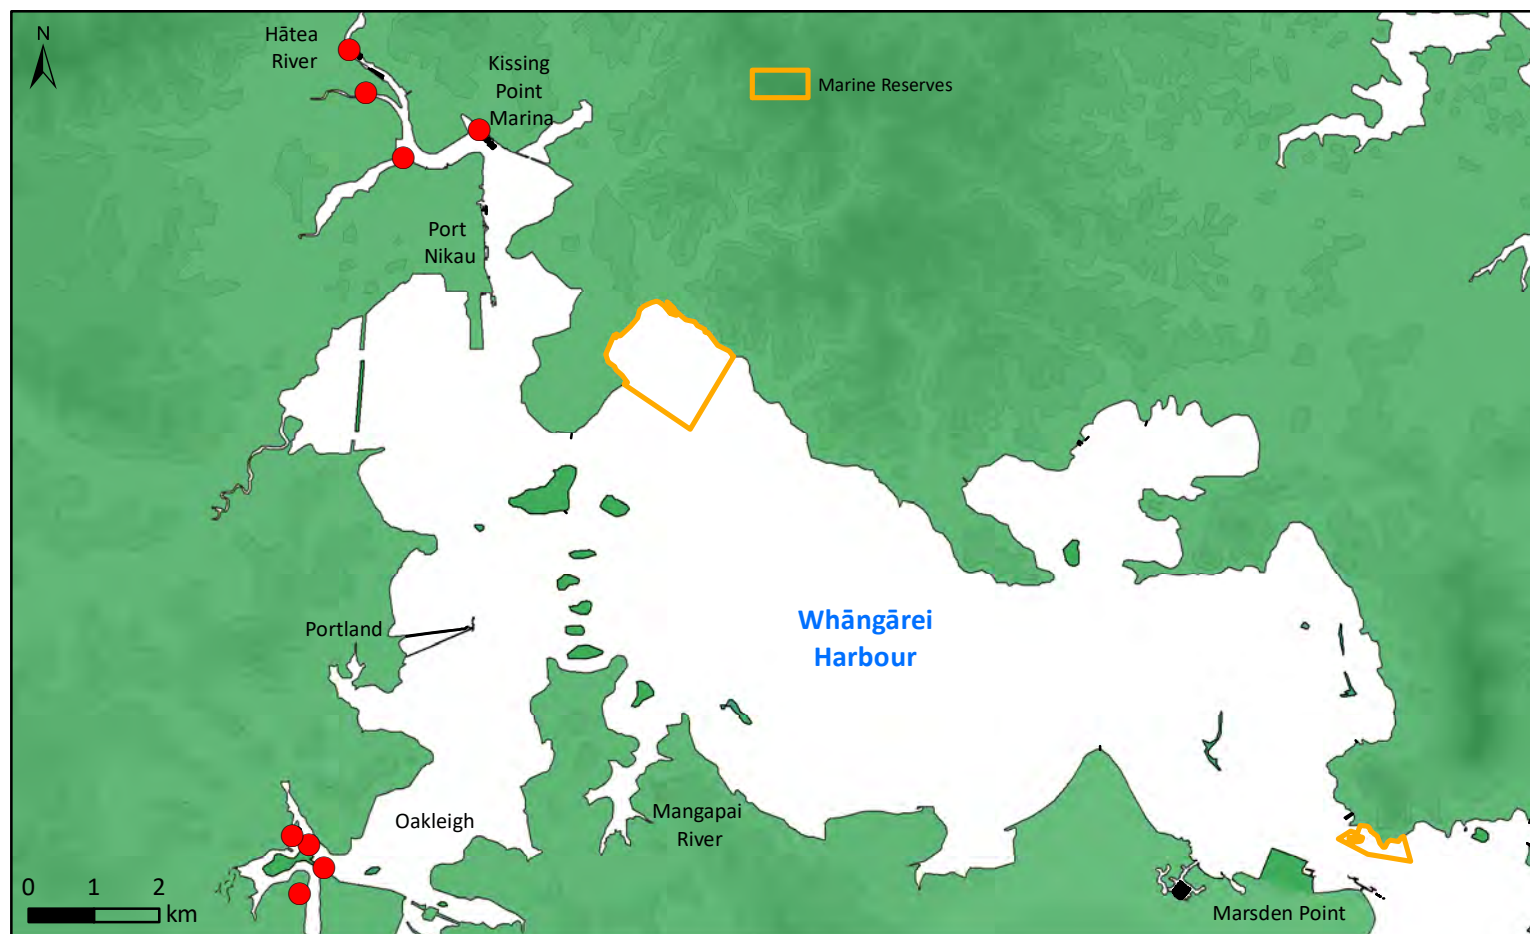 N
Hātea
River
Kissing
Point
Marina
Marine Reserves
Port
Nikau
Whāngārei
Harbour
Portland
Oakleigh
Mangapai
River
Marsden Point
0 1 2
km